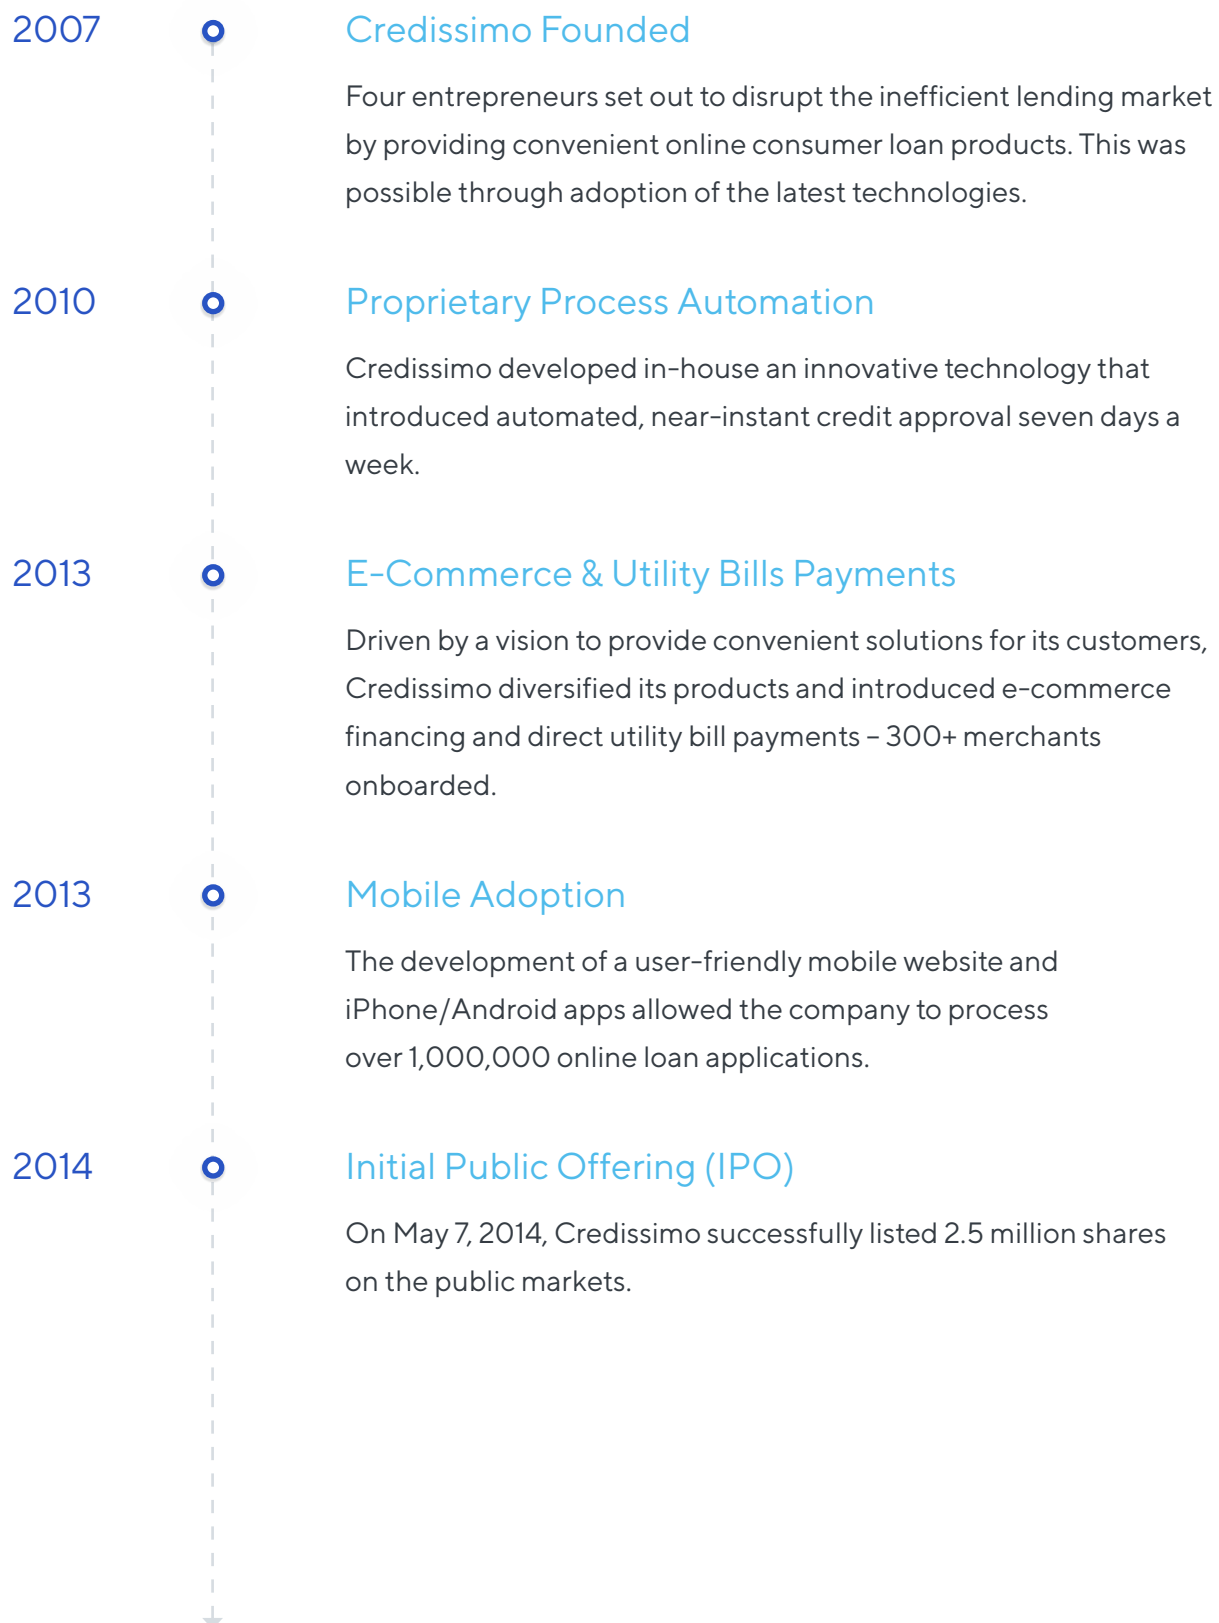 2007
Credissimo Founded
Four entrepreneurs set out to disrupt the inefficient lending market
by providing convenient online consumer loan products. This was
possible through adoption of the latest technologies.
2010
Proprietary Process Automation
Credissimo developed in-house an innovative technology that
introduced automated, near-instant credit approval seven days a
week.
2013
E-Commerce & Utility Bills Payments
Driven by a vision to provide convenient solutions for its customers,
Credissimo diversified its products and introduced e-commerce
financing and direct utility bill payments – 300+ merchants
onboarded.
2013
Mobile Adoption
The development of a user-friendly mobile website and
iPhone/Android apps allowed the company to process
over 1,000,000 online loan applications.
2014
Initial Public Offering (IPO)
On May 7, 2014, Credissimo successfully listed 2.5 million shares
on the public markets.